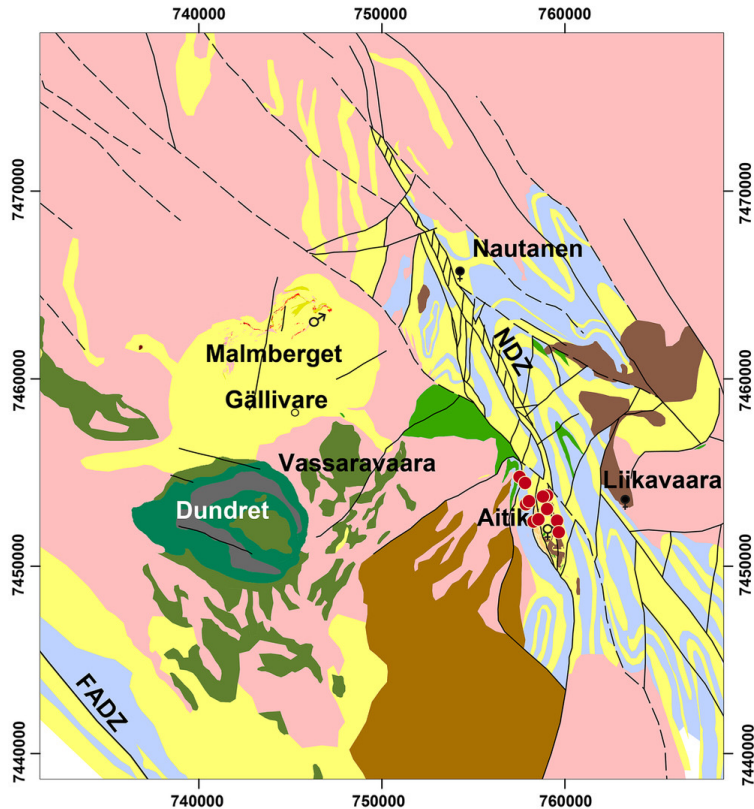 740000 750000 760000
7470000 7470000
Nautanen
NDZ
Malmberget
7460000 7460000
Gällivare
Vassaravaara
Liikavaara
Dundret
Aitik
7450000 7450000
FADZ
7440000 7440000
740000 750000 760000